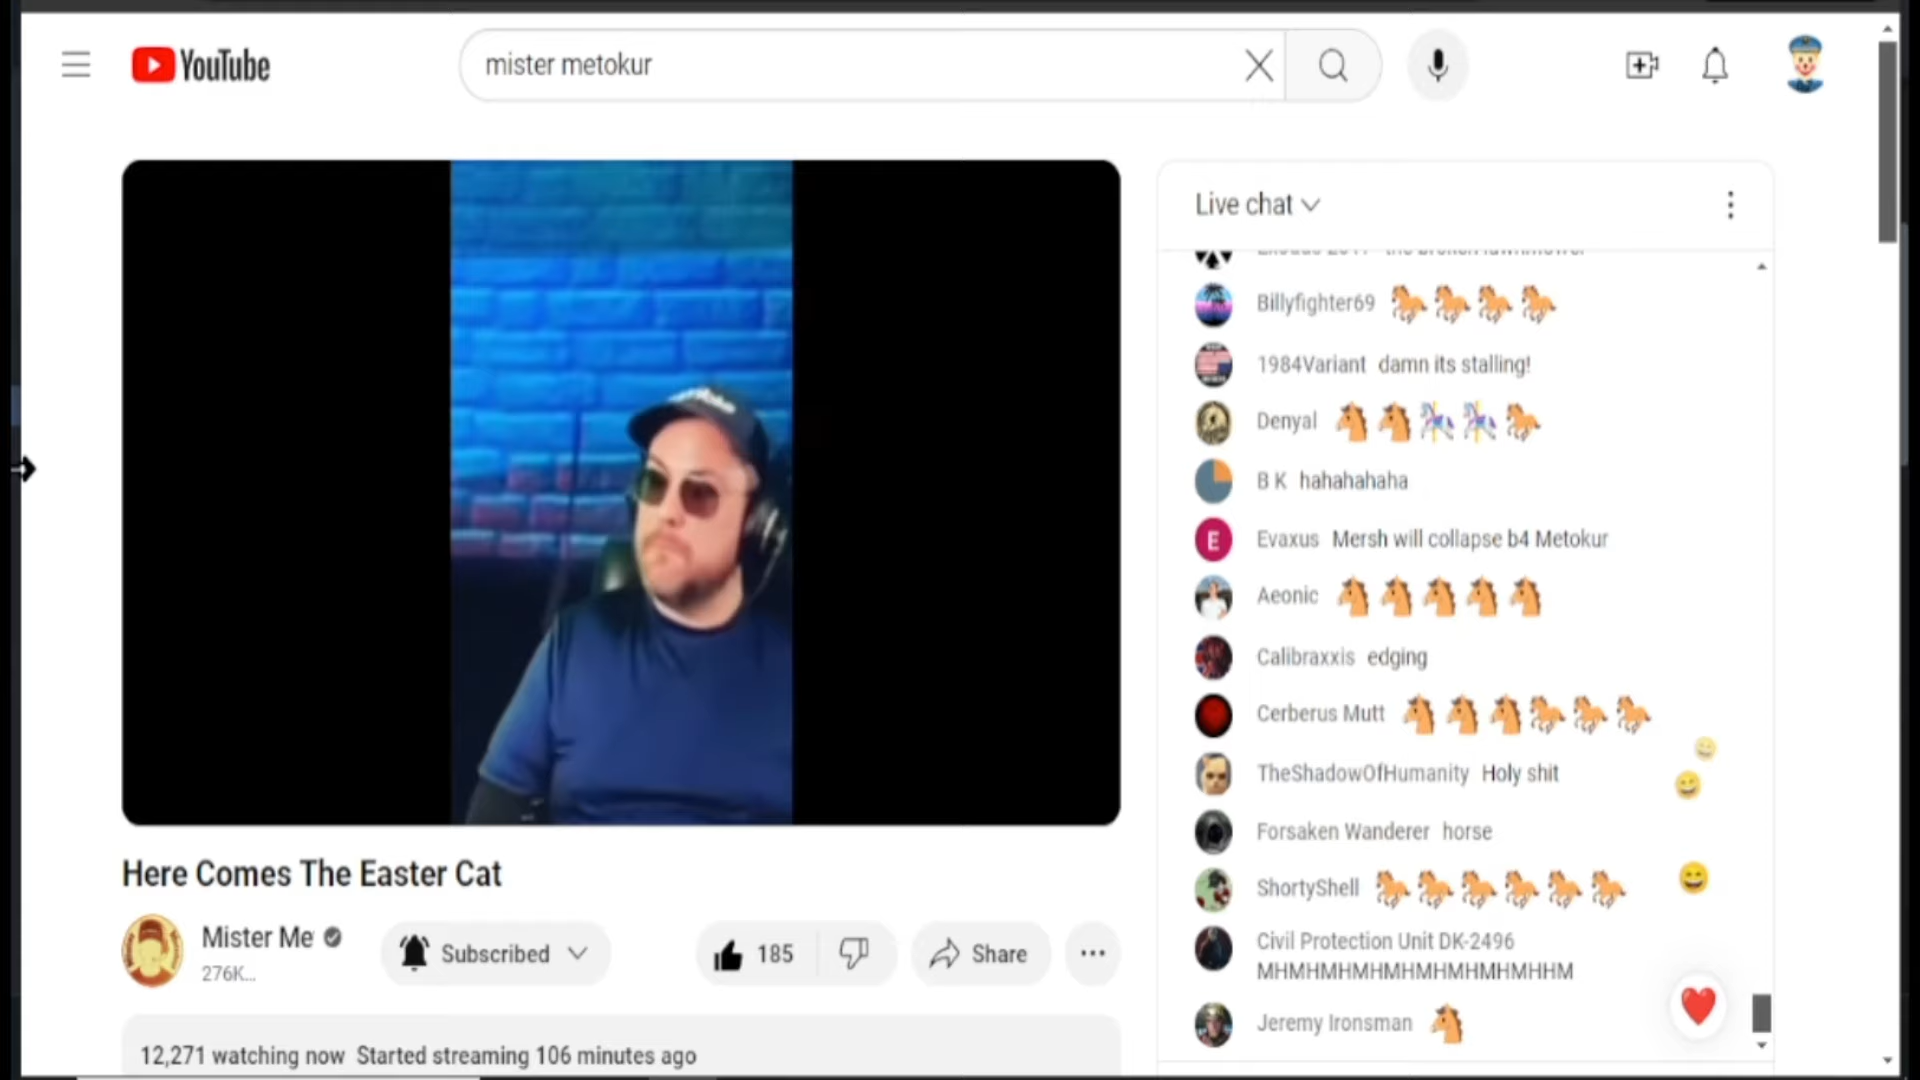 YouTube
mister metokur
Live chat
Billyfighter69
1984Variant damn its stalling!
Denyal
B K hahahahaha
E Evaxus Mersh will collapse b4 Metokur
Aeonic
Calibraxxis edging
Cerberus Mutt
TheShadowOfHumanity Holy shit
Forsaken Wanderer horse
ShortyShell
Civil Protection Unit DK-2496
MHMHMHMHMHMHMHMHMHHM
Jeremy Ironsman
Here Comes The Easter Cat
Mister Me
276K...
Subscribed
185
Share
12,271 watching now Started streaming 106 minutes ago